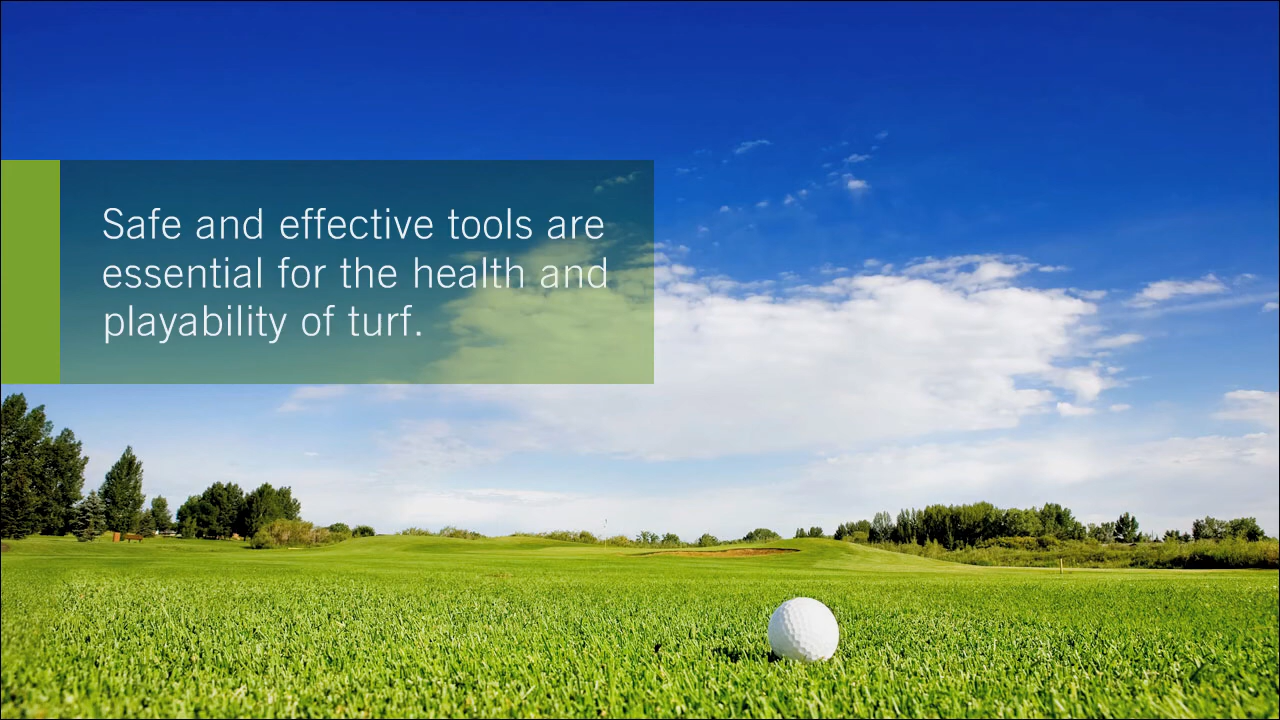 Safe and effective tools are
essential for the health and
playability of turf.